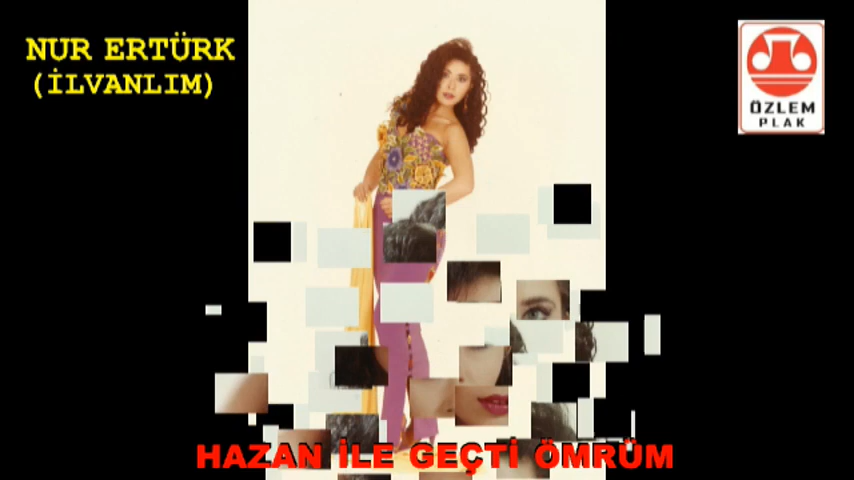 NUR ERTÜRK
(İLVANLIM)
ÖZLEM
PLAK
HAZAN İLE GEÇTİ ÖMRÜM